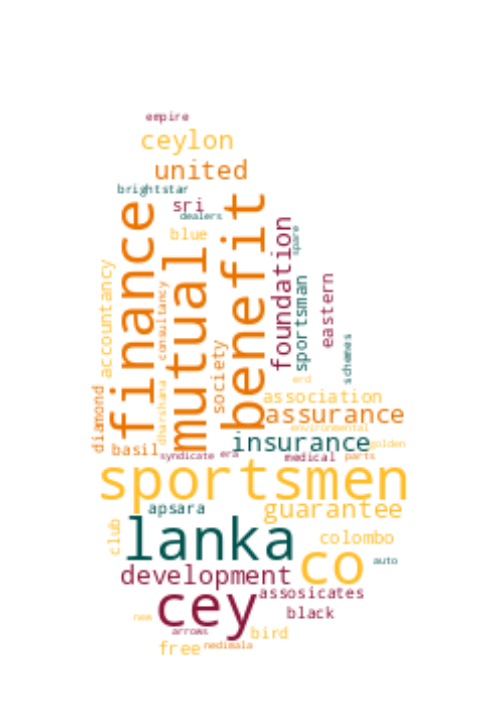 empire
ceylon
united
brightstar
sri
dealers
blue
finance
mutual
benefit
accountancy
consultancy
foundation
spare
sportsman
eastern
schemes
society
dharshana
diamond
erd
association
assurance
environmental
basil
insurance
golden
syndicate
era
medical
parts
sportsmen
apsara
guarantee
club
lanka
colombo
co
auto
development
assosicates
cey
black
new
arrows
bird
free
nedimala